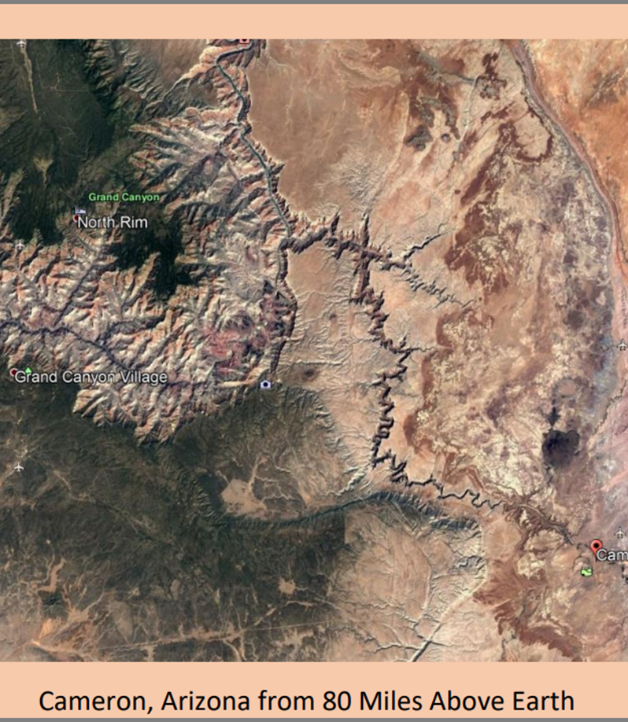 Grand Canyon
North Rim
Grand Canyon Village
Cam
Cameron, Arizona from 80 Miles Above Earth